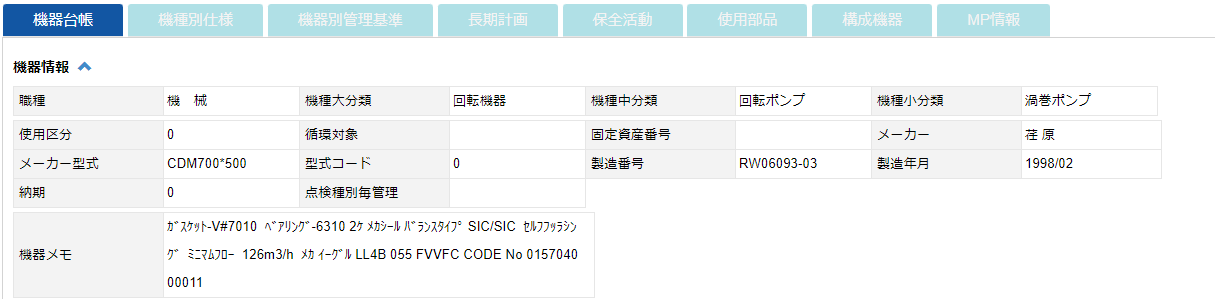 機器台帳 機種別仕様 機器別管理基準 長期計画 保全活動 使用部品 構成機器 MP情報
機器情報
職種 機　械 機種大分類 回転機器 機種中分類 回転ポンプ 機種小分類 渦巻ポンプ
使用区分 0 循環対象 固定資産番号 メーカー 荏 原
メーカー型式 CDM700*500 型式コード 0 製造番号 RW06093-03 製造年月 1998/02
納期 0 点検種別毎管理
機器メモ
ｶﾞｽｹｯﾄ-V#7010 ﾍﾞｱﾘﾝｸﾞ-6310 2ｹ ﾒｶｼｰﾙ ﾊﾞﾗﾝｽﾀｲﾌﾟ SIC/SIC ｾﾙﾌﾌﾗｯｼﾝ
ｸﾞ ﾐﾆﾏﾑﾌﾛｰ 126m3/h ﾒｶ ｲｰｸﾞﾙ LL4B 055 FVVFC CODE No 0157040
00011